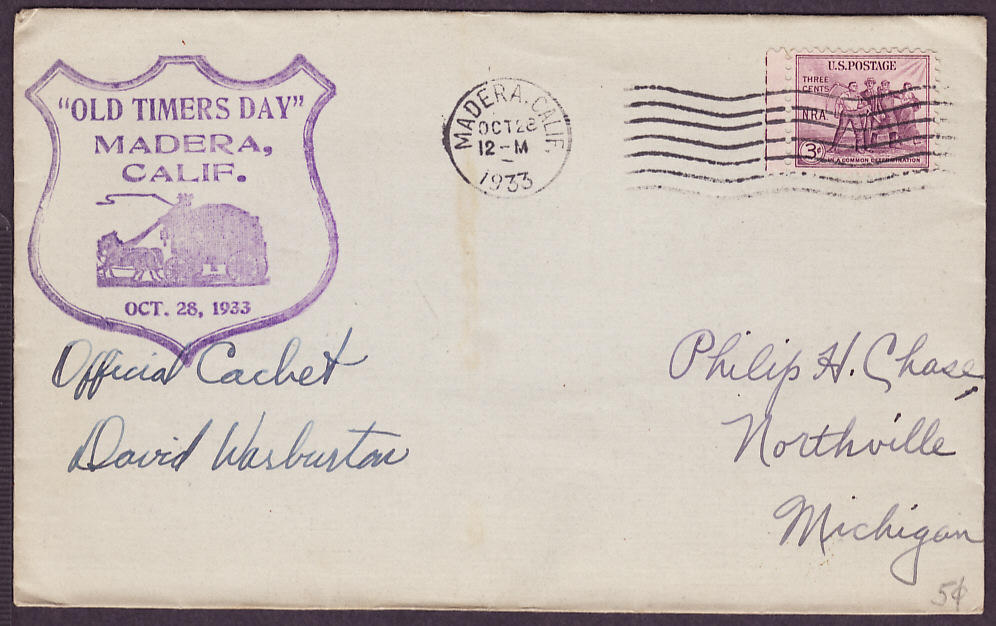 "OLD TIMERS DAY"
MADERA,
CALIF.
OCT. 28, 1933
Official Cachet
David Warburton
MADERA, CALIF.
OCT 28
12-M
1933
U.S. POSTAGE
THREE
CENTS
NRA
3¢
IN A COMMON DETERMINATION
Philip H. Chase,
Northville
Michigan
5¢